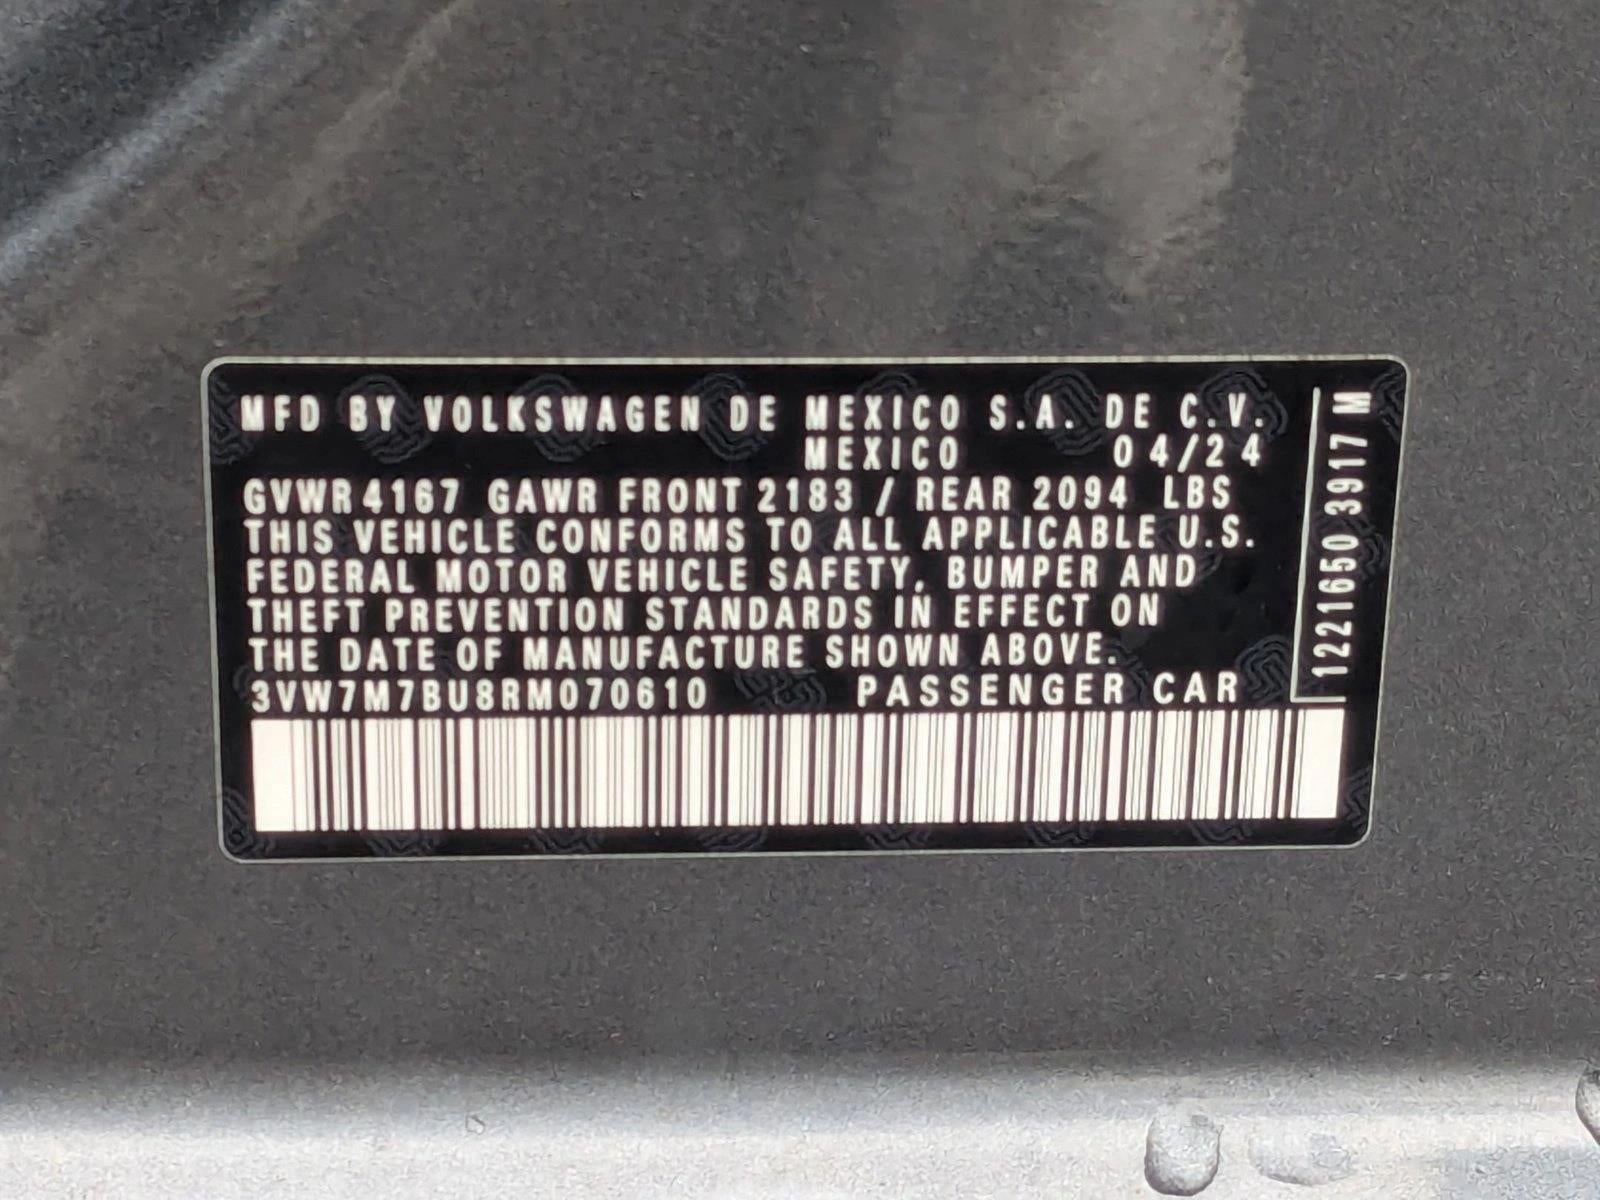 MFD BY VOLKSWAGEN DE MEXICO S.A. DE C.V.
MEXICO 04/24
GVWR 4167 GAWR FRONT 2183 / REAR 2094 LBS
THIS VEHICLE CONFORMS TO ALL APPLICABLE U.S.
FEDERAL MOTOR VEHICLE SAFETY, BUMPER AND
THEFT PREVENTION STANDARDS IN EFFECT ON
THE DATE OF MANUFACTURE SHOWN ABOVE.
3VW7M7BU8RM070610 PASSENGER CAR
1221650 3917 M